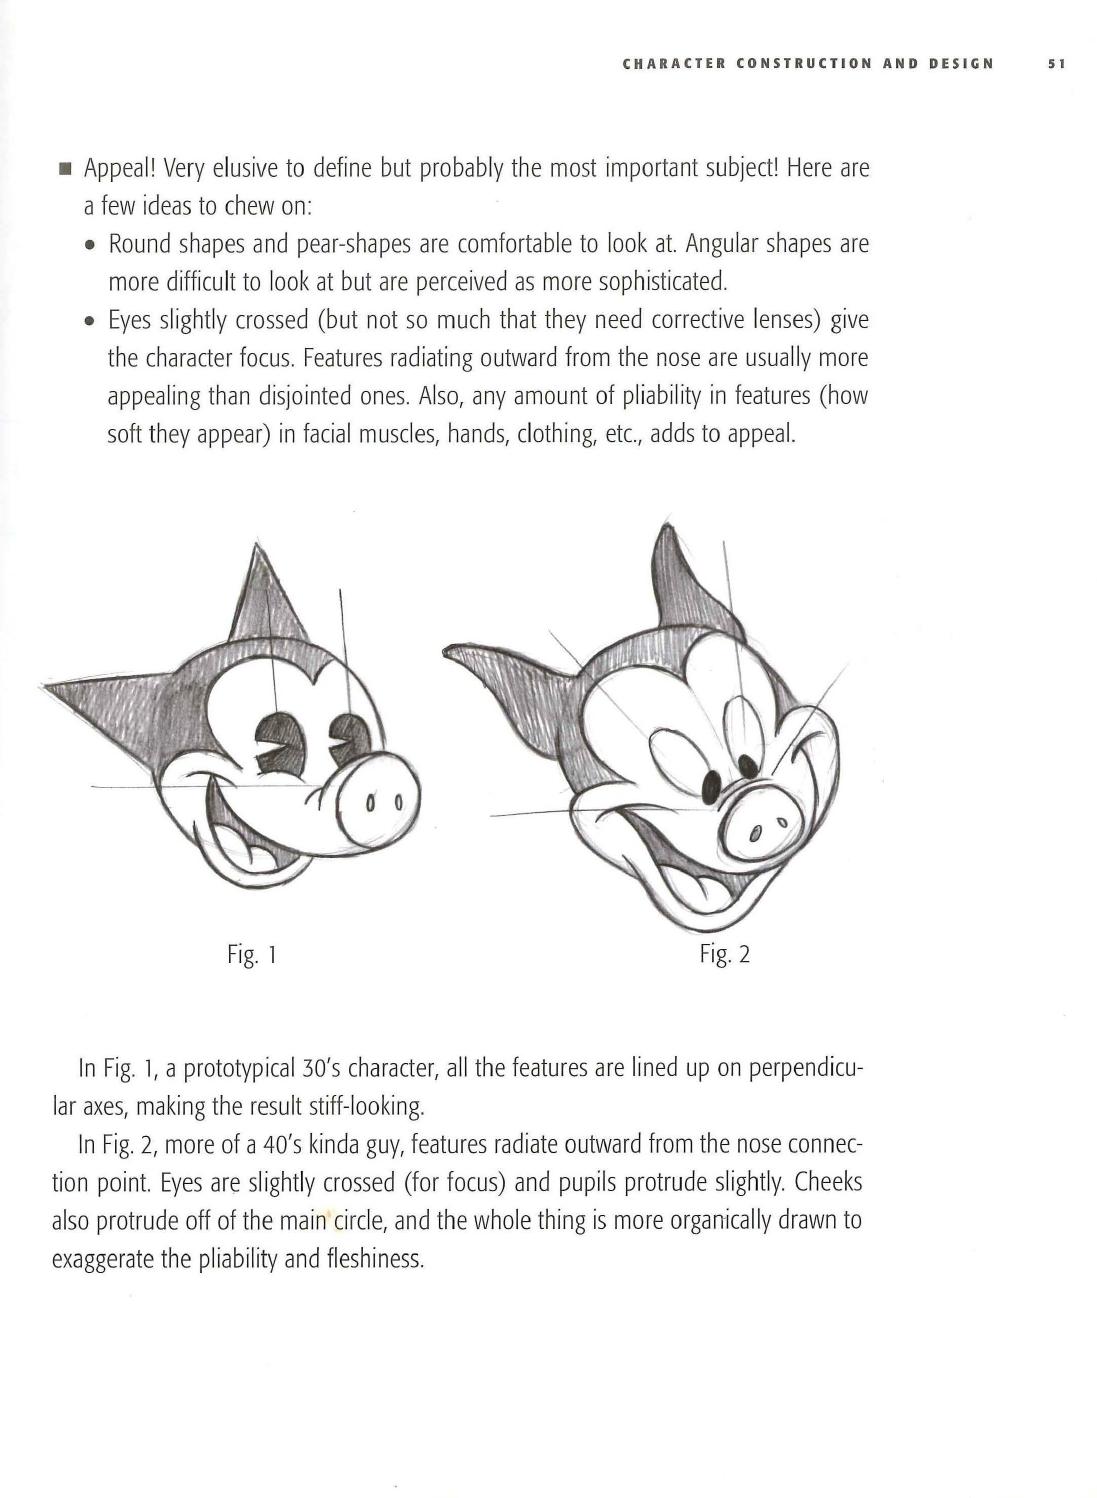 CHARACTER CONSTRUCTION AND DESIGN 51
■ Appeal! Very elusive to define but probably the most important subject! Here are
a few ideas to chew on:
• Round shapes and pear-shapes are comfortable to look at. Angular shapes are
more difficult to look at but are perceived as more sophisticated.
• Eyes slightly crossed (but not so much that they need corrective lenses) give
the character focus. Features radiating outward from the nose are usually more
appealing than disjointed ones. Also, any amount of pliability in features (how
soft they appear) in facial muscles, hands, clothing, etc., adds to appeal.
Fig. 1
Fig. 2
In Fig. 1, a prototypical 30's character, all the features are lined up on perpendicu-
lar axes, making the result stiff-looking.
In Fig. 2, more of a 40's kinda guy, features radiate outward from the nose connec-
tion point. Eyes are slightly crossed (for focus) and pupils protrude slightly. Cheeks
also protrude off of the main circle, and the whole thing is more organically drawn to
exaggerate the pliability and fleshiness.